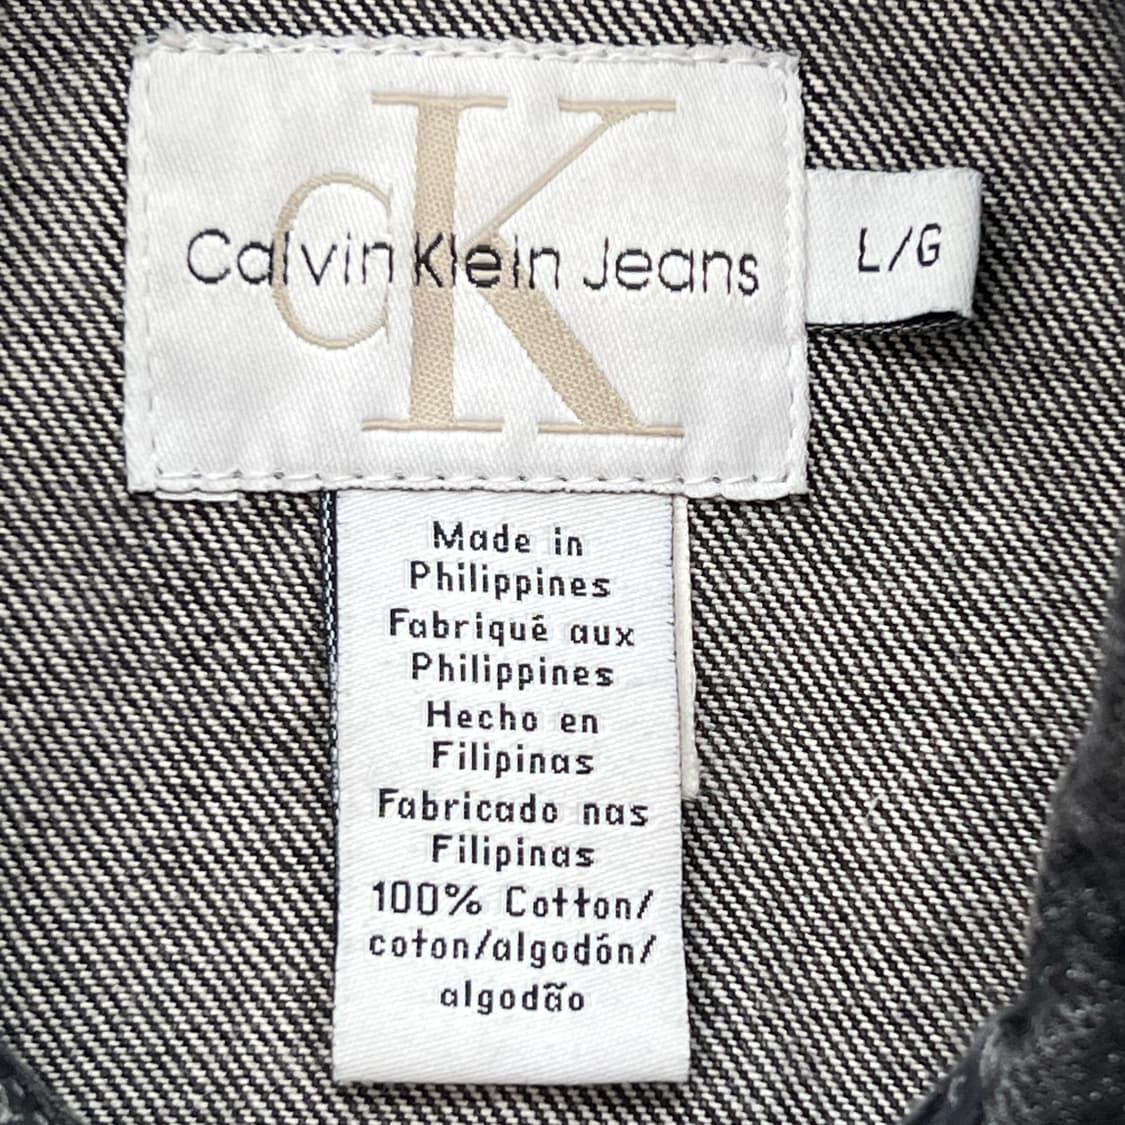 CK
Calvin Klein Jeans
L/G
Made in
Philippines
Fabriqué aux
Philippines
Hecho en
Filipinas
Fabricado nas
Filipinas
100% Cotton/
coton/algodón/
algodão